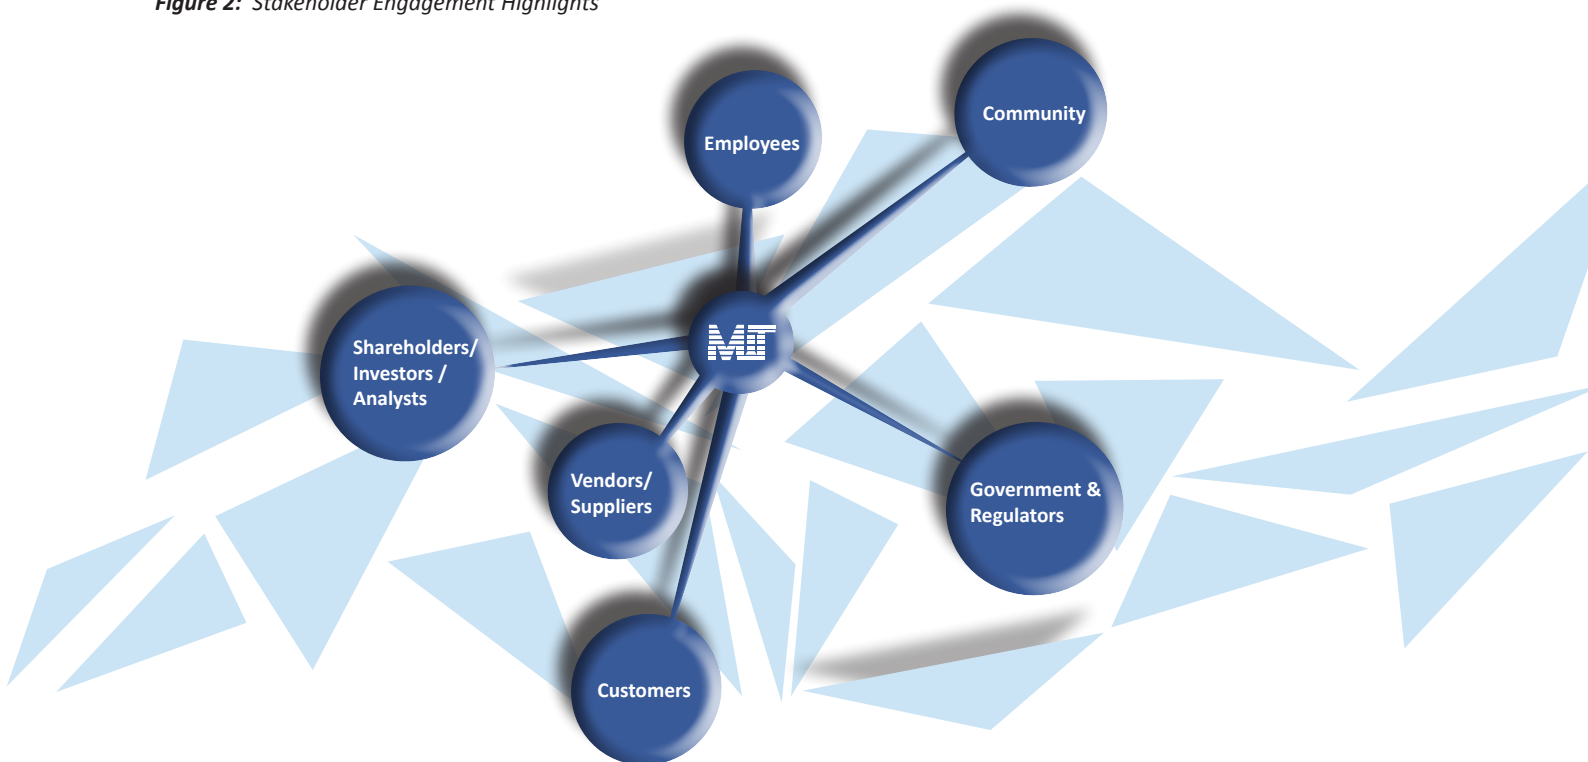 Figure 2: Stakeholder Engagement Highlights
Community
Employees
MIT
Shareholders/
Investors /
Analysts
Vendors/
Suppliers
Government &
Regulators
Customers